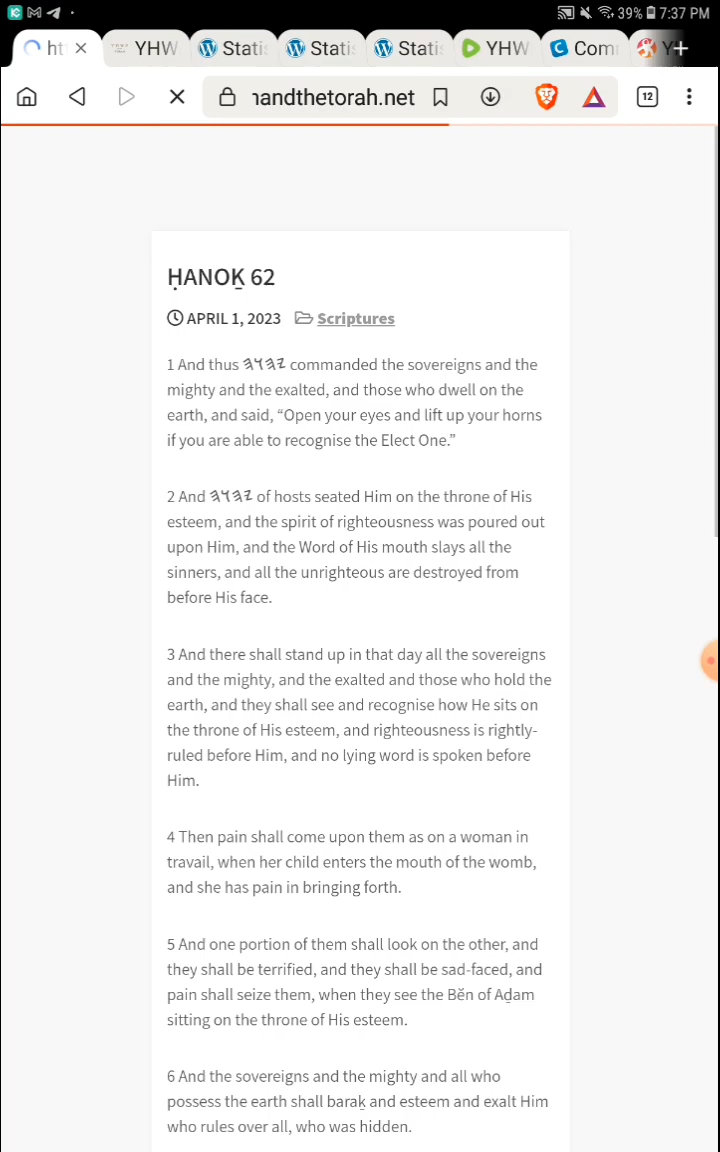 39% 7:37 PM
ht YHW Statis Statis Statis YHW Com Y
handthetorah.net 12
ḤANOḴ 62
APRIL 1, 2023 Scriptures
1 And thus 𐤉𐤄𐤅𐤄 commanded the sovereigns and the
mighty and the exalted, and those who dwell on the
earth, and said, “Open your eyes and lift up your horns
if you are able to recognise the Elect One.”
2 And 𐤉𐤄𐤅𐤄 of hosts seated Him on the throne of His
esteem, and the spirit of righteousness was poured out
upon Him, and the Word of His mouth slays all the
sinners, and all the unrighteous are destroyed from
before His face.
3 And there shall stand up in that day all the sovereigns
and the mighty, and the exalted and those who hold the
earth, and they shall see and recognise how He sits on
the throne of His esteem, and righteousness is rightly-
ruled before Him, and no lying word is spoken before
Him.
4 Then pain shall come upon them as on a woman in
travail, when her child enters the mouth of the womb,
and she has pain in bringing forth.
5 And one portion of them shall look on the other, and
they shall be terrified, and they shall be sad-faced, and
pain shall seize them, when they see the Bĕn of Aḏam
sitting on the throne of His esteem.
6 And the sovereigns and the mighty and all who
possess the earth shall baraḵ and esteem and exalt Him
who rules over all, who was hidden.